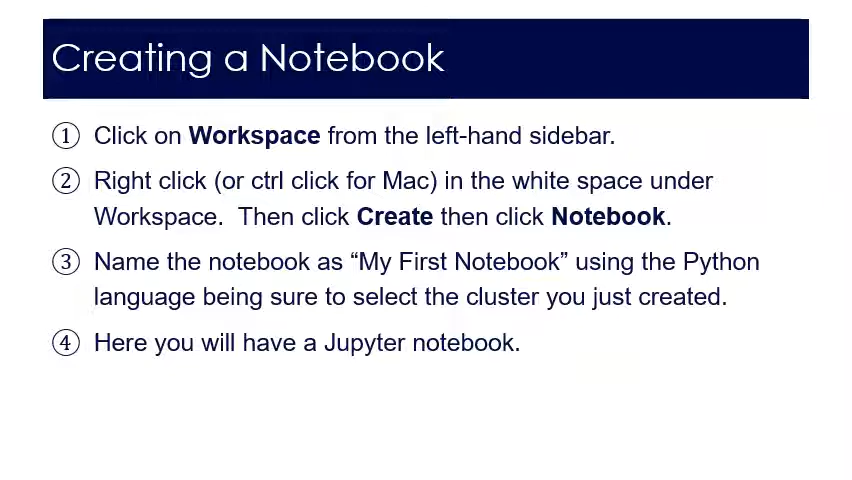 Creating a Notebook
① Click on Workspace from the left-hand sidebar.
② Right click (or ctrl click for Mac) in the white space under
Workspace.  Then click Create then click Notebook.
③ Name the notebook as “My First Notebook” using the Python
language being sure to select the cluster you just created.
④ Here you will have a Jupyter notebook.